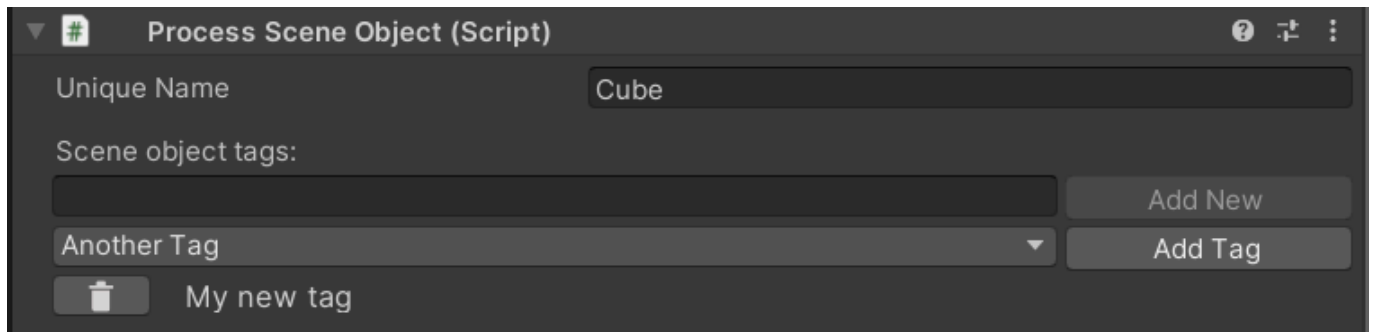 Process Scene Object (Script)
Unique Name Cube
Scene object tags:
Add New
Another Tag Add Tag
My new tag